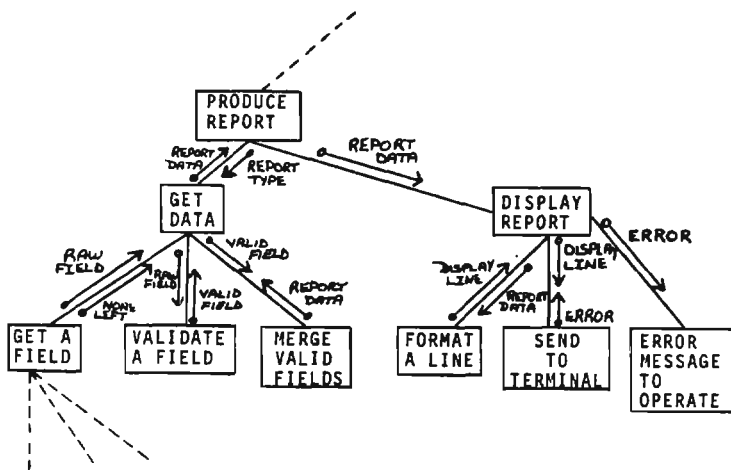 PRODUCE
REPORT
REPORT
DATA
REPORT
TYPE
REPORT
DATA
GET
DATA
DISPLAY
REPORT
RAW
FIELD
NONE
LEFT
RAW
FIELD
VALID
FIELD
VALID
FIELD
REPORT
DATA
DISPLAY
LINE
REPORT
DATA
DISPLAY
LINE
ERROR
ERROR
GET A
FIELD
VALIDATE
A FIELD
MERGE
VALID
FIELDS
FORMAT
A LINE
SEND
TO
TERMINAL
ERROR
MESSAGE
TO
OPERATE